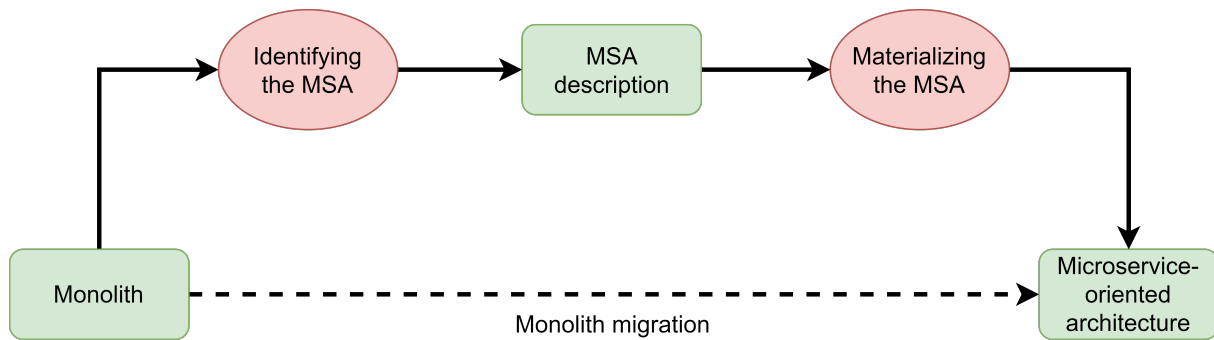 Identifying
the MSA
MSA
description
Materializing
the MSA
Monolith
Monolith migration
Microservice-
oriented
architecture